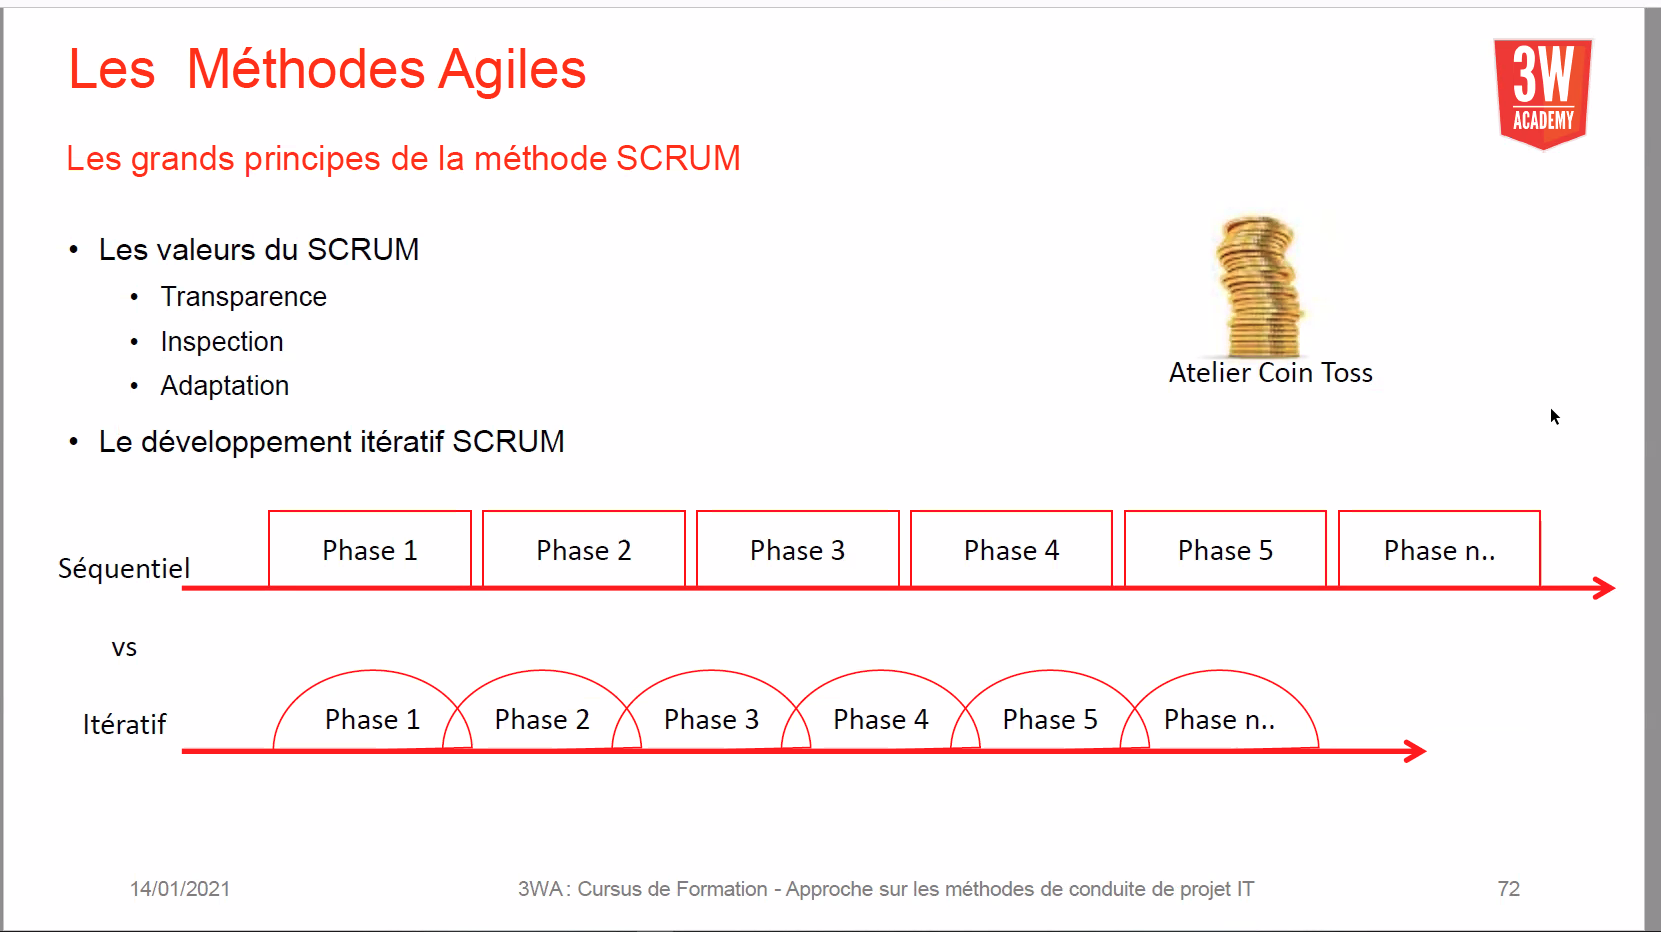 Les Méthodes Agiles
3W
ACADEMY
Les grands principes de la méthode SCRUM
• Les valeurs du SCRUM
• Transparence
• Inspection
• Adaptation
Atelier Coin Toss
• Le développement itératif SCRUM
Séquentiel
Phase 1
Phase 2
Phase 3
Phase 4
Phase 5
Phase n..
vs
Itératif
Phase 1
Phase 2
Phase 3
Phase 4
Phase 5
Phase n..
14/01/2021
3WA : Cursus de Formation - Approche sur les méthodes de conduite de projet IT
72